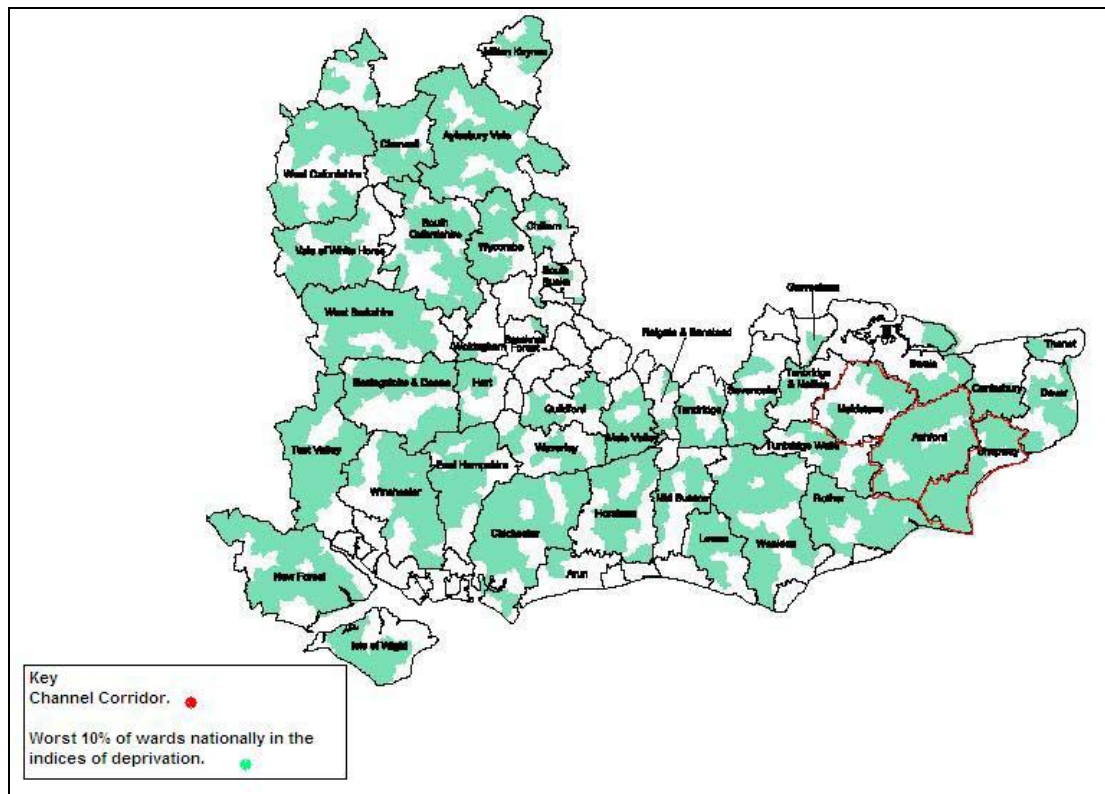 Milton Keynes
Cherwell
Aylesbury Vale
West Oxfordshire
South
Oxfordshire
Chiltern
Wycombe
Vale of White Horse
South
Bucks
Gravesham
West Berkshire
Reigate & Banstead
Bracknell
Wokingham Forest
Thanet
Swale
Basingstoke & Deane
Hart
Sevenoaks
Tonbridge
& Malling
Canterbury
Dover
Maidstone
Guildford
Tandridge
Mole Valley
Ashford
Shepway
Test Valley
Waverley
Tunbridge Wells
East Hampshire
Winchester
Mid Sussex
Rother
Chichester
Horsham
Lewes
Wealden
New Forest
Arun
Isle of Wight
Key
Channel Corridor.
Worst 10% of wards nationally in the
indices of deprivation.